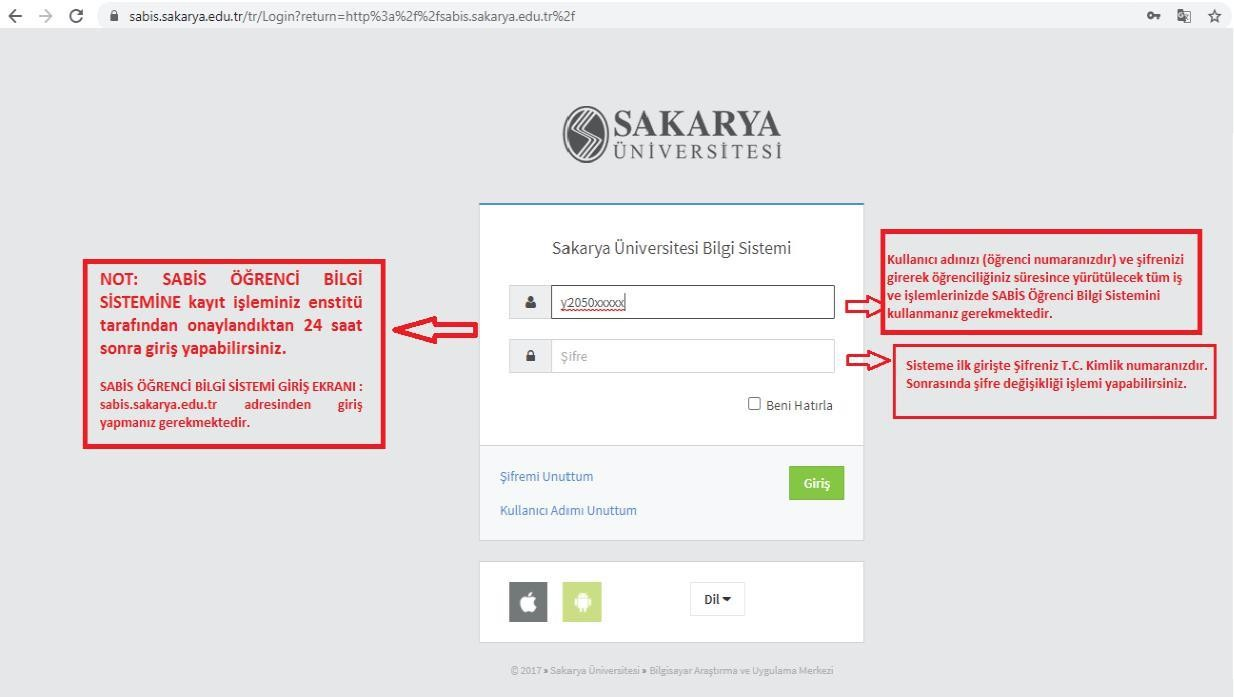 sabis.sakarya.edu.tr/tr/Login?return=http%3a%2f%2fsabis.sakarya.edu.tr%2f
SAKARYA
ÜNİVERSİTESİ
Sakarya Üniversitesi Bilgi Sistemi
y2050xxxxx
Şifre
Beni Hatırla
Şifremi Unuttum
Giriş
Kullanıcı Adımı Unuttum
Dil
© 2017 » Sakarya Üniversitesi » Bilgisayar Araştırma ve Uygulama Merkezi
NOT: SABİS ÖĞRENCİ BİLGİ
SİSTEMİNE kayıt işleminiz enstitü
tarafından onaylandıktan 24 saat
sonra giriş yapabilirsiniz.
SABİS ÖĞRENCİ BİLGİ SİSTEMİ GİRİŞ EKRANI :
sabis.sakarya.edu.tr adresinden giriş
yapmanız gerekmektedir.
Kullanıcı adınızı (öğrenci numaranızdır) ve şifrenizi
girerek öğrenciliğiniz süresince yürütülecek tüm iş
ve işlemlerinizde SABİS Öğrenci Bilgi Sistemini
kullanmanız gerekmektedir.
Sisteme ilk girişte Şifreniz T.C. Kimlik numaranızdır.
Sonrasında şifre değişikliği işlemi yapabilirsiniz.